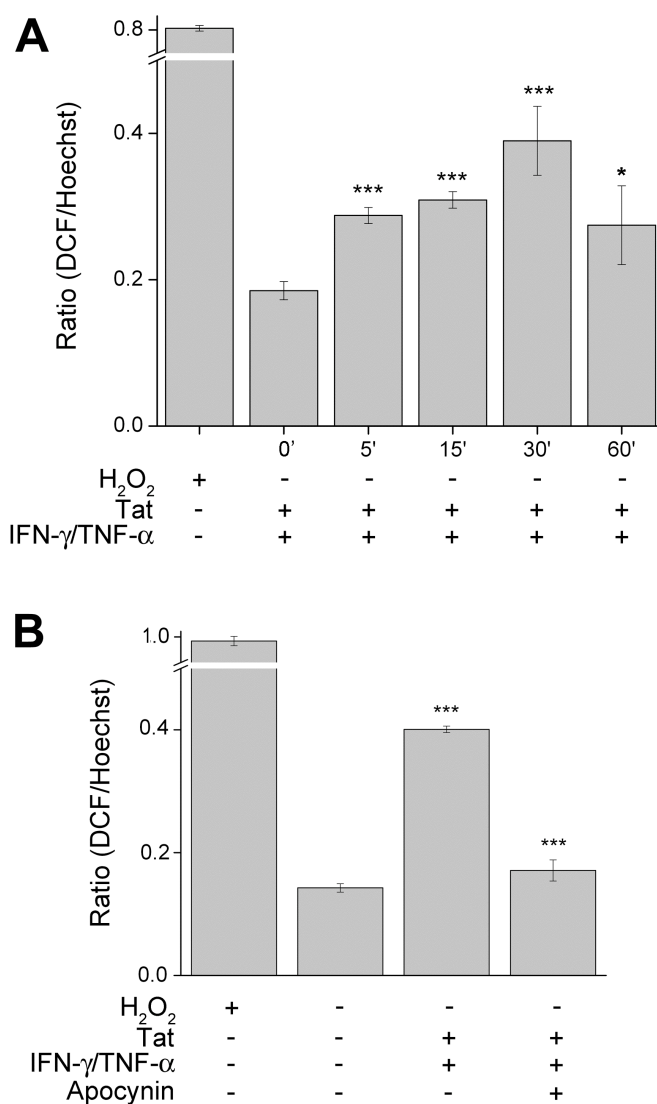 A
Ratio (DCF/Hoechst)
0.8
0.4
0.2
0.0
***
***
***
*
0' 5' 15' 30' 60'
H₂O₂ + - - - - -
Tat - + + + + +
IFN-γ/TNF-α - + + + + +
B
Ratio (DCF/Hoechst)
1.0
0.4
0.2
0.0
***
***
H₂O₂ + - - -
Tat - - + +
IFN-γ/TNF-α - - + +
Apocynin - - - +